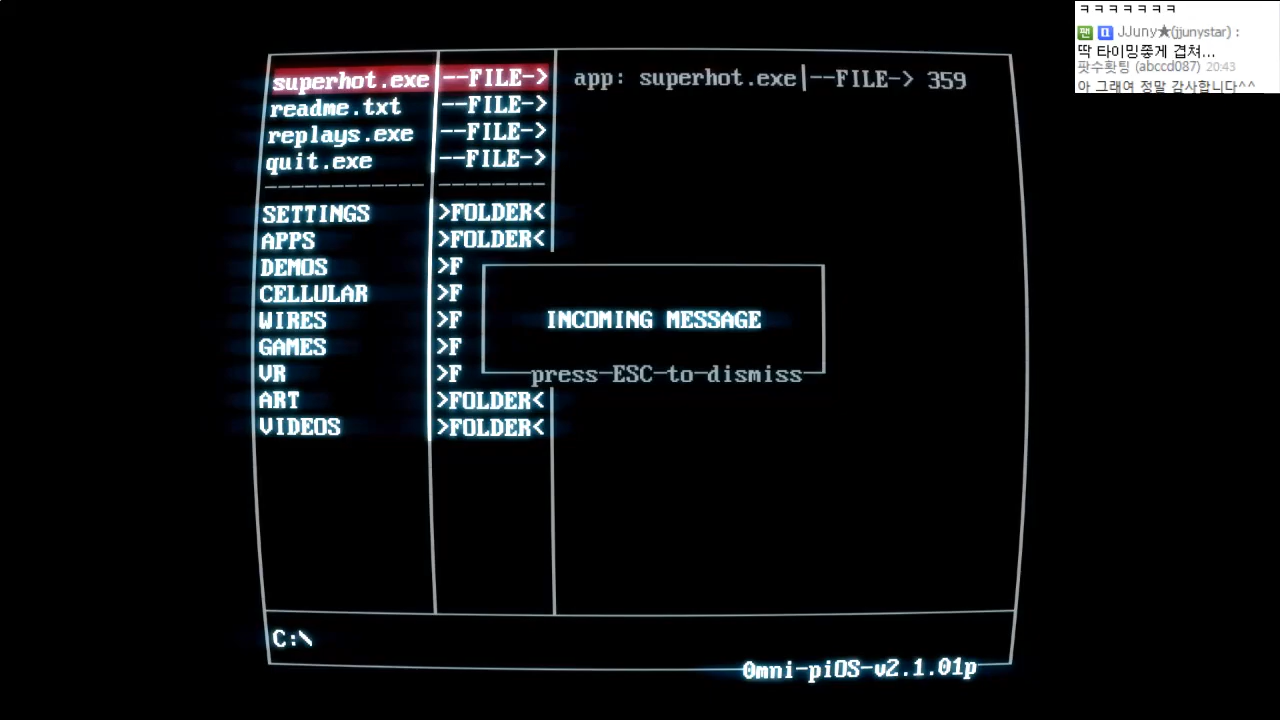 superhot.exe --FILE->
readme.txt --FILE->
replays.exe --FILE->
quit.exe --FILE->
SETTINGS >FOLDER<
APPS >FOLDER<
DEMOS >F
CELLULAR >F
WIRES >F
GAMES >F
VR >F
ART >FOLDER<
VIDEOS >FOLDER<
app: superhot.exe|--FILE-> 359
INCOMING MESSAGE
press-ESC-to-dismiss
C:\
0mni-piOS-v2.1.01p
ㅋㅋㅋㅋㅋㅋㅋ
팬 JJuny★(jjunystar) :
딱 타이밍좋게 겹쳐...
팟수홧팅 (abccd087) 20:43
아 그래여 정말 감사합니다^^